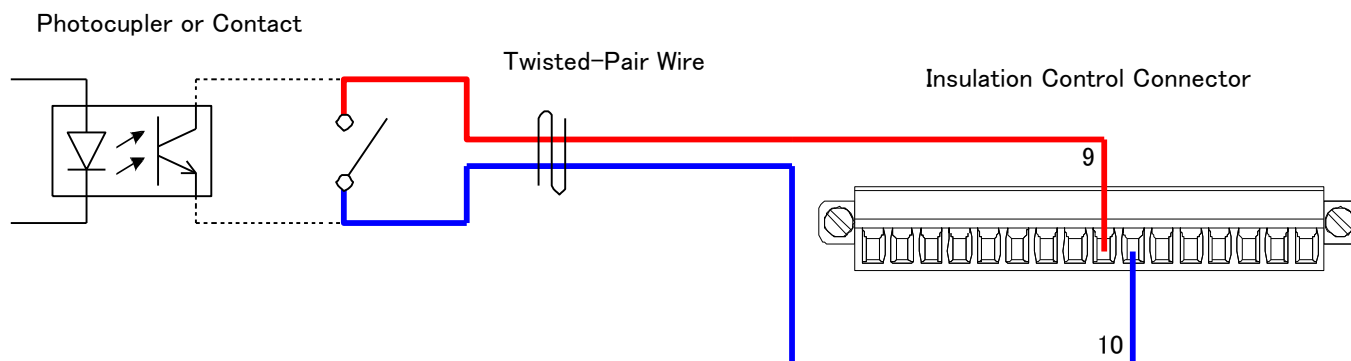 Photocupler or Contact
Twisted-Pair Wire
Insulation Control Connector
9
10